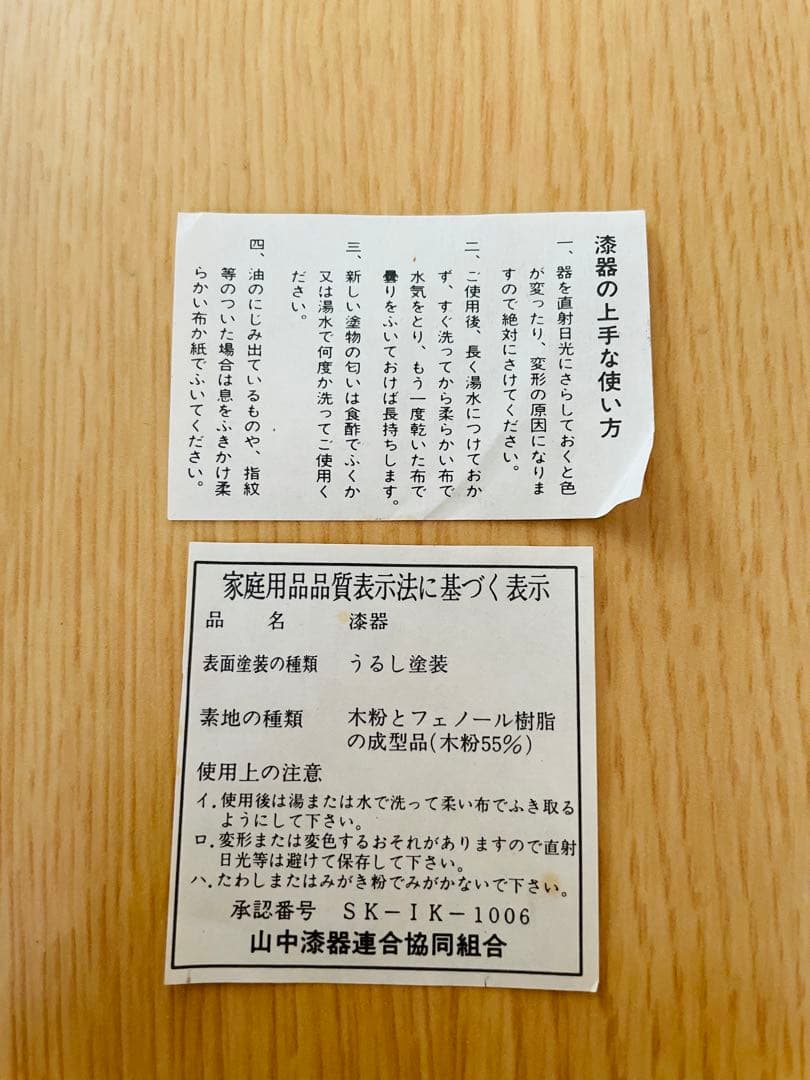 漆器の上手な使い方
一、器を直射日光にさらしておくと色
が変ったり、変形の原因になりま
すので絶対にさけてください。
二、ご使用後、長く湯水につけておか
ず、すぐ洗ってから柔らかい布で
水気をとり、もう一度乾いた布で
曇りをふいておけば長持ちします。
三、新しい塗物の匂いは食酢でふくか
又は湯水で何度か洗ってご使用く
ださい。
四、油のにじみ出ているものや、指紋
等のついた場合は息をふきかけ柔
らかい布か紙でふいてください。
家庭用品品質表示法に基づく表示
品　名　漆器
表面塗装の種類　うるし塗装
素地の種類　木粉とフェノール樹脂
の成型品(木粉55%)
使用上の注意
イ.使用後は湯または水で洗って柔い布でふき取る
ようにして下さい。
ロ.変形または変色するおそれがありますので直射
日光等は避けて保存して下さい。
ハ.たわしまたはみがき粉でみがかないで下さい。
承認番号　SK-IK-1006
山中漆器連合協同組合